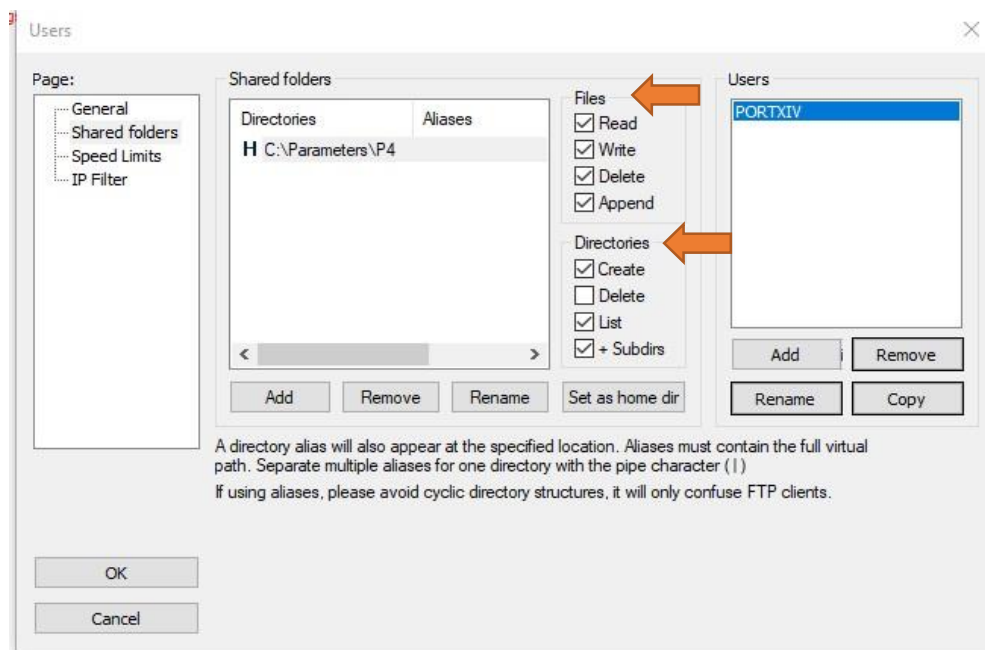 Users
Page:
General
Shared folders
Speed Limits
IP Filter
Shared folders
Directories Aliases
H C:\Parameters\P4
Files
Read
Write
Delete
Append
Directories
Create
Delete
List
+ Subdirs
Add Remove Rename Set as home dir
Users
PORTXIV
Add Remove
Rename Copy
A directory alias will also appear at the specified location. Aliases must contain the full virtual
path. Separate multiple aliases for one directory with the pipe character (|)
If using aliases, please avoid cyclic directory structures, it will only confuse FTP clients.
OK
Cancel